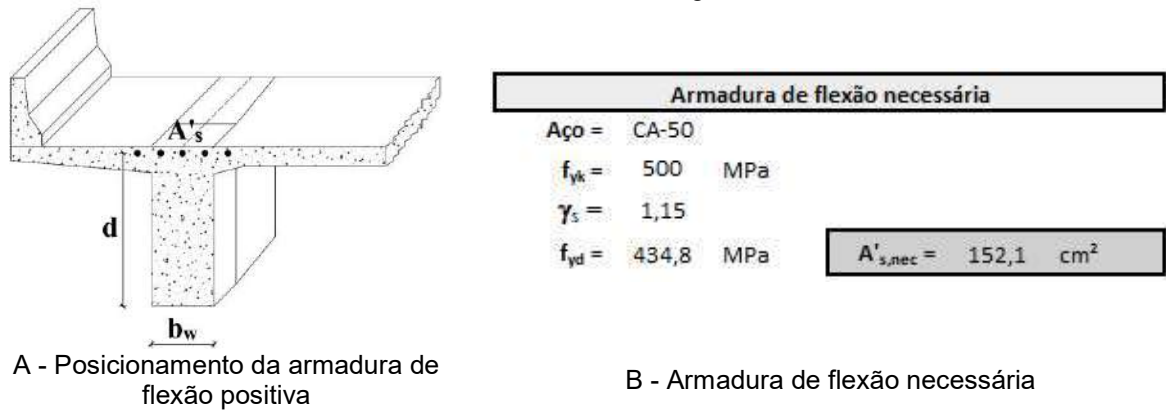 A's
d
bw
A - Posicionamento da armadura de
flexão positiva
Armadura de flexão necessária
Aço = CA-50
fyk = 500 MPa
γs = 1,15
fyd = 434,8 MPa
A's,nec = 152,1 cm²
B - Armadura de flexão necessária